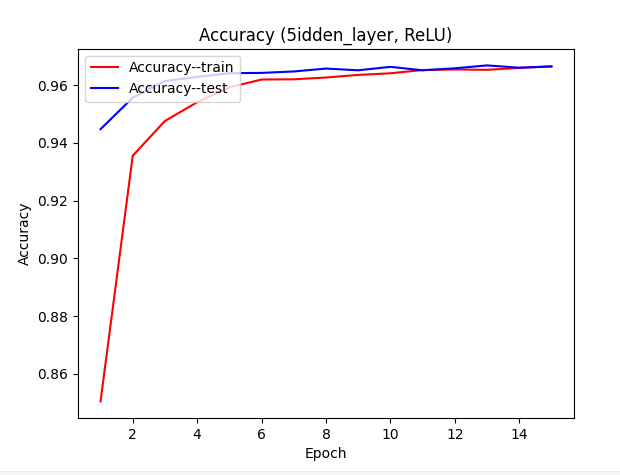 Accuracy (5idden_layer, ReLU)
Accuracy--train
Accuracy--test
0.96
0.94
0.92
0.90
0.88
0.86
Accuracy
2 4 6 8 10 12 14
Epoch